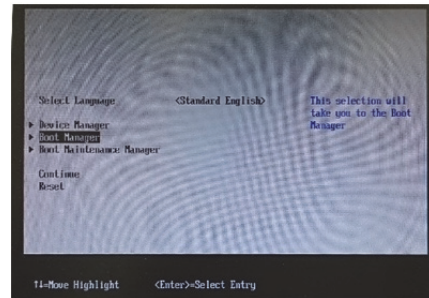 Select Language <Standard English> This selection will
take you to the Boot
▶ Device Manager Manager
▶ Boot Manager
▶ Boot Maintenance Manager
Continue
Reset
↑↓=Move Highlight <Enter>=Select Entry